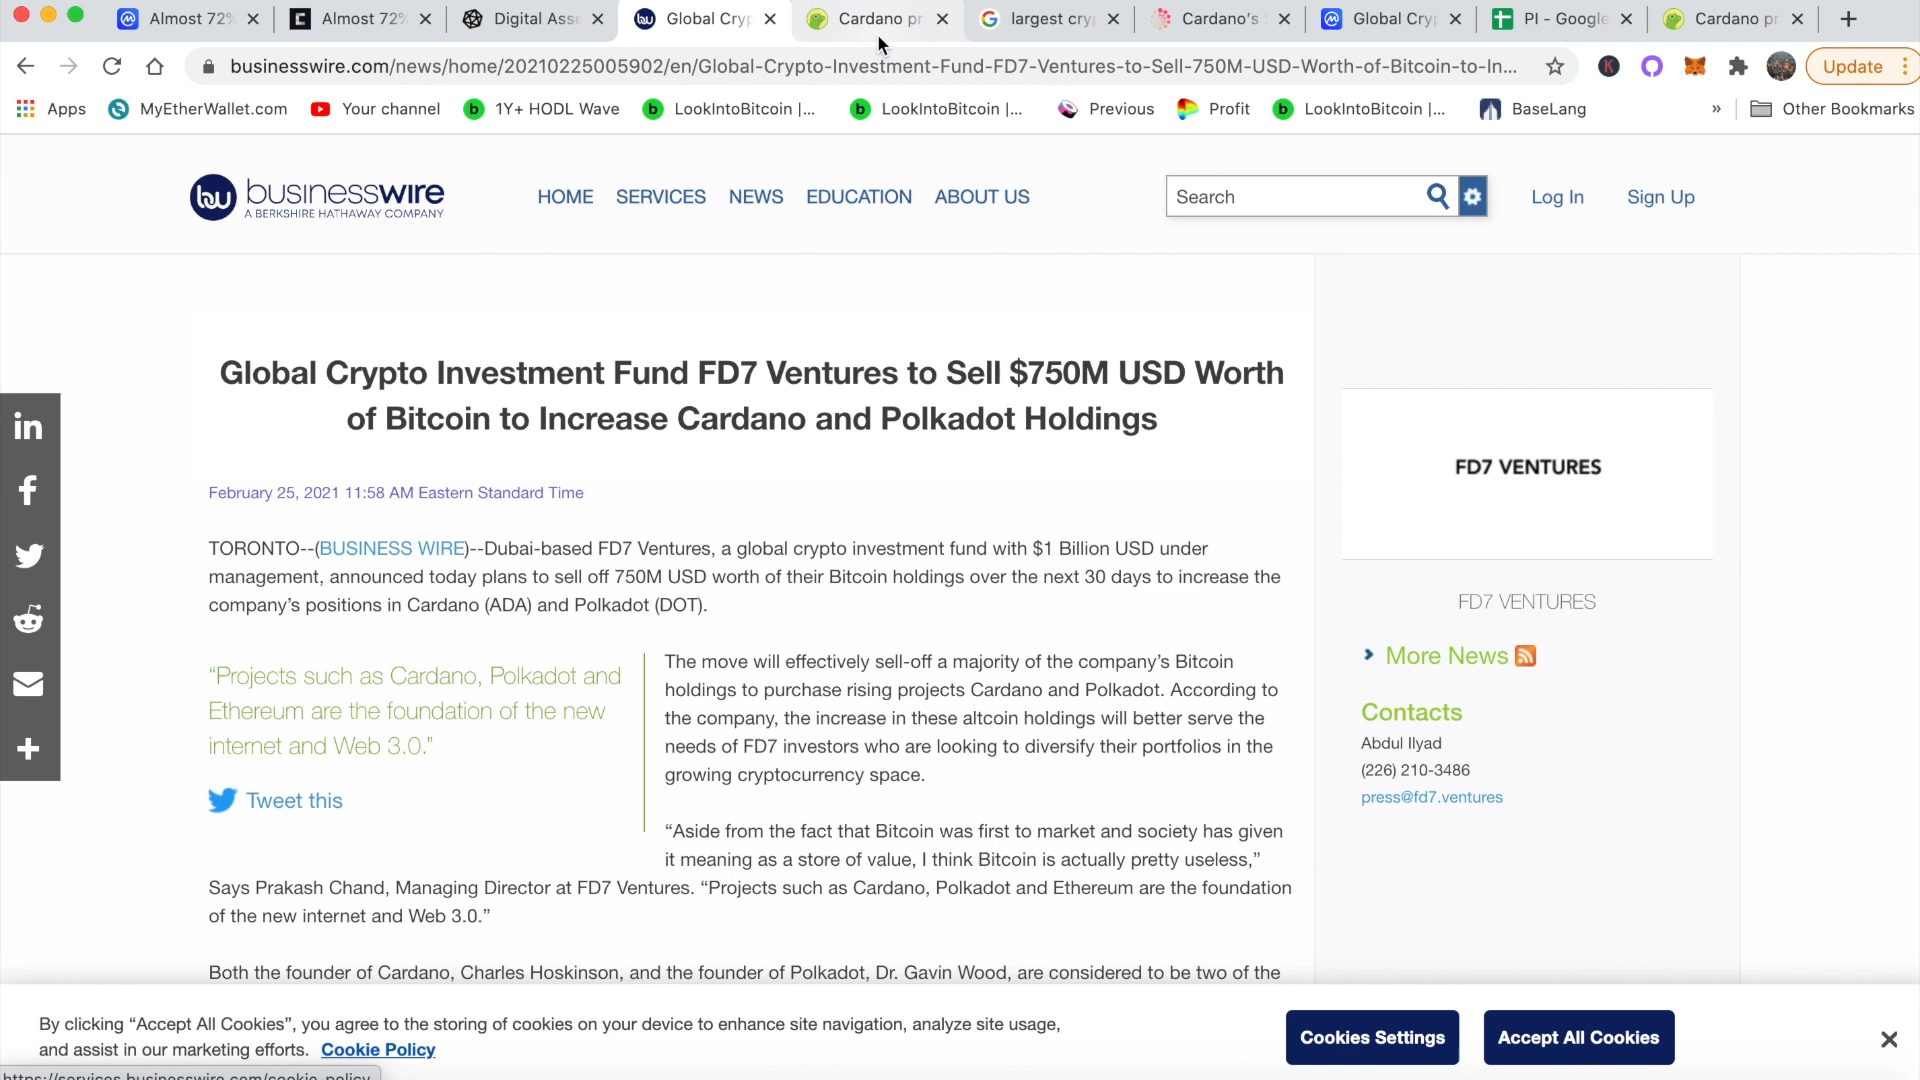 Almost 72%
Almost 72%
Digital Asse
Global Cryp
Cardano pr
largest cryp
Cardano's
Global Cryp
PI - Google
Cardano pr
businesswire.com/news/home/20210225005902/en/Global-Crypto-Investment-Fund-FD7-Ventures-to-Sell-750M-USD-Worth-of-Bitcoin-to-In...
Update
Apps
MyEtherWallet.com
Your channel
1Y+ HODL Wave
LookIntoBitcoin |...
LookIntoBitcoin |...
Previous
Profit
LookIntoBitcoin |...
BaseLang
»
Other Bookmarks
businesswire
A BERKSHIRE HATHAWAY COMPANY
HOME SERVICES NEWS EDUCATION ABOUT US
Search
Log In
Sign Up
Global Crypto Investment Fund FD7 Ventures to Sell $750M USD Worth
of Bitcoin to Increase Cardano and Polkadot Holdings
February 25, 2021 11:58 AM Eastern Standard Time
TORONTO--(BUSINESS WIRE)--Dubai-based FD7 Ventures, a global crypto investment fund with $1 Billion USD under
management, announced today plans to sell off 750M USD worth of their Bitcoin holdings over the next 30 days to increase the
company's positions in Cardano (ADA) and Polkadot (DOT).
“Projects such as Cardano, Polkadot and
Ethereum are the foundation of the new
internet and Web 3.0.”
Tweet this
The move will effectively sell-off a majority of the company's Bitcoin
holdings to purchase rising projects Cardano and Polkadot. According to
the company, the increase in these altcoin holdings will better serve the
needs of FD7 investors who are looking to diversify their portfolios in the
growing cryptocurrency space.
“Aside from the fact that Bitcoin was first to market and society has given
it meaning as a store of value, I think Bitcoin is actually pretty useless,”
Says Prakash Chand, Managing Director at FD7 Ventures. “Projects such as Cardano, Polkadot and Ethereum are the foundation
of the new internet and Web 3.0.”
Both the founder of Cardano, Charles Hoskinson, and the founder of Polkadot, Dr. Gavin Wood, are considered to be two of the
FD7 VENTURES
FD7 VENTURES
More News
Contacts
Abdul Ilyad
(226) 210-3486
press@fd7.ventures
By clicking “Accept All Cookies”, you agree to the storing of cookies on your device to enhance site navigation, analyze site usage,
and assist in our marketing efforts. Cookie Policy
Cookies Settings
Accept All Cookies
https://services.businesswire.com/cookie-policy